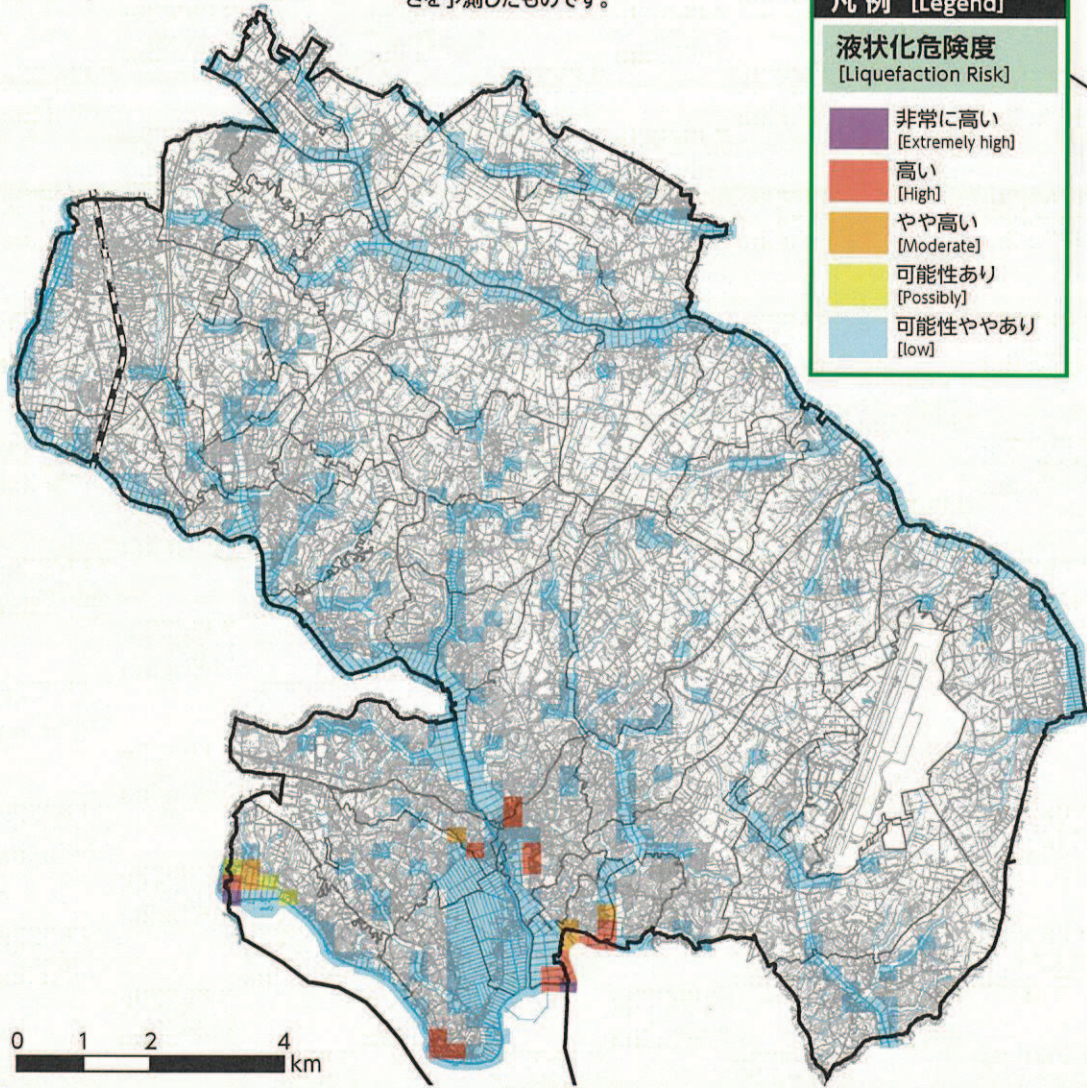 さを予測したものです。
凡例 [Legend]
液状化危険度
[Liquefaction Risk]
非常に高い
[Extremely high]
高い
[High]
やや高い
[Moderate]
可能性あり
[Possibly]
可能性ややあり
[low]
0 1 2 4
km